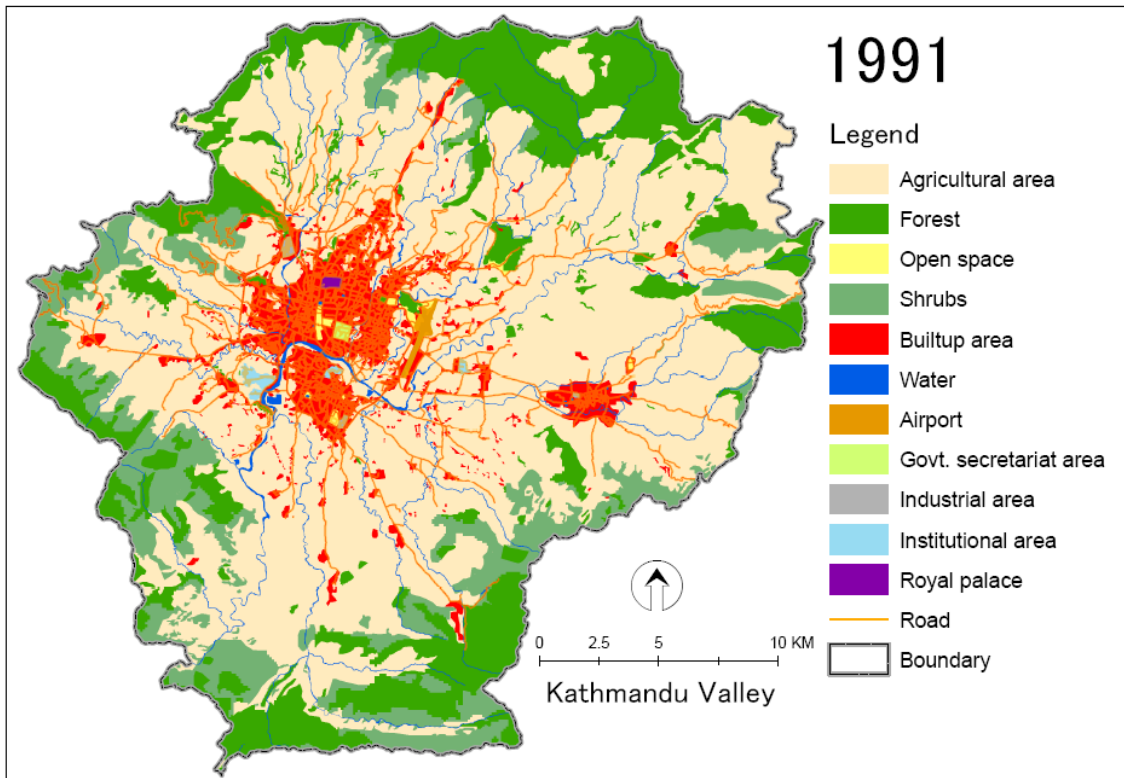 1991
Legend
Agricultural area
Forest
Open space
Shrubs
Builtup area
Water
Airport
Govt. secretariat area
Industrial area
Institutional area
Royal palace
Road
Boundary
0 2.5 5 10 KM
Kathmandu Valley